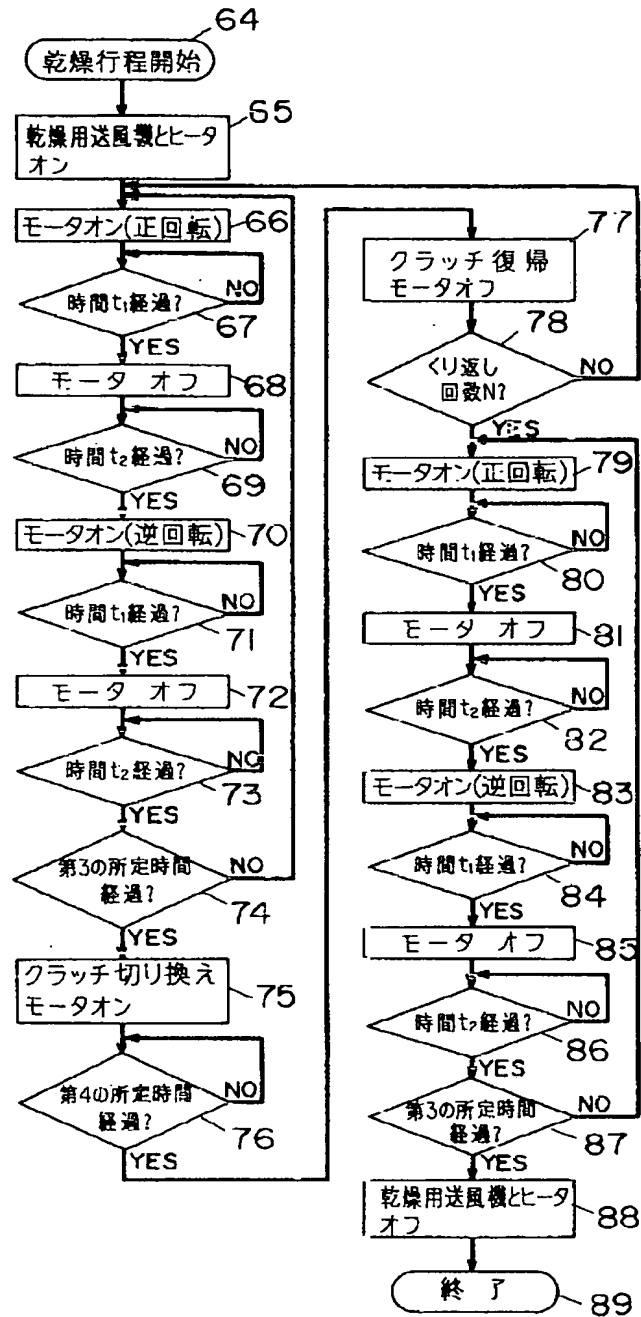 64
乾燥行程開始
65
乾燥用送風機とヒータ
オン
モータオン(正回転)
66
時間t₁経過?
NO
67
YES
モータ オフ
68
時間t₂経過?
NO
69
YES
モータオン(逆回転)
70
時間t₁経過?
NO
71
YES
モータ オフ
72
時間t₂経過?
NO
73
YES
第3の所定時間
経過?
NO
74
YES
クラッチ切り換え
モータオン
75
第4の所定時間
経過?
NO
76
YES
77
クラッチ復帰
モータオフ
78
くり返し
回数N?
NO
YES
モータオン(正回転)
79
時間t₁経過?
NO
80
YES
モータ オフ
81
時間t₂経過?
NO
82
YES
モータオン(逆回転)
83
時間t₁経過?
NO
84
YES
モータ オフ
85
時間t₂経過?
NO
86
YES
第3の所定時間
経過?
NO
87
YES
乾燥用送風機とヒータ
オフ
88
終了
89